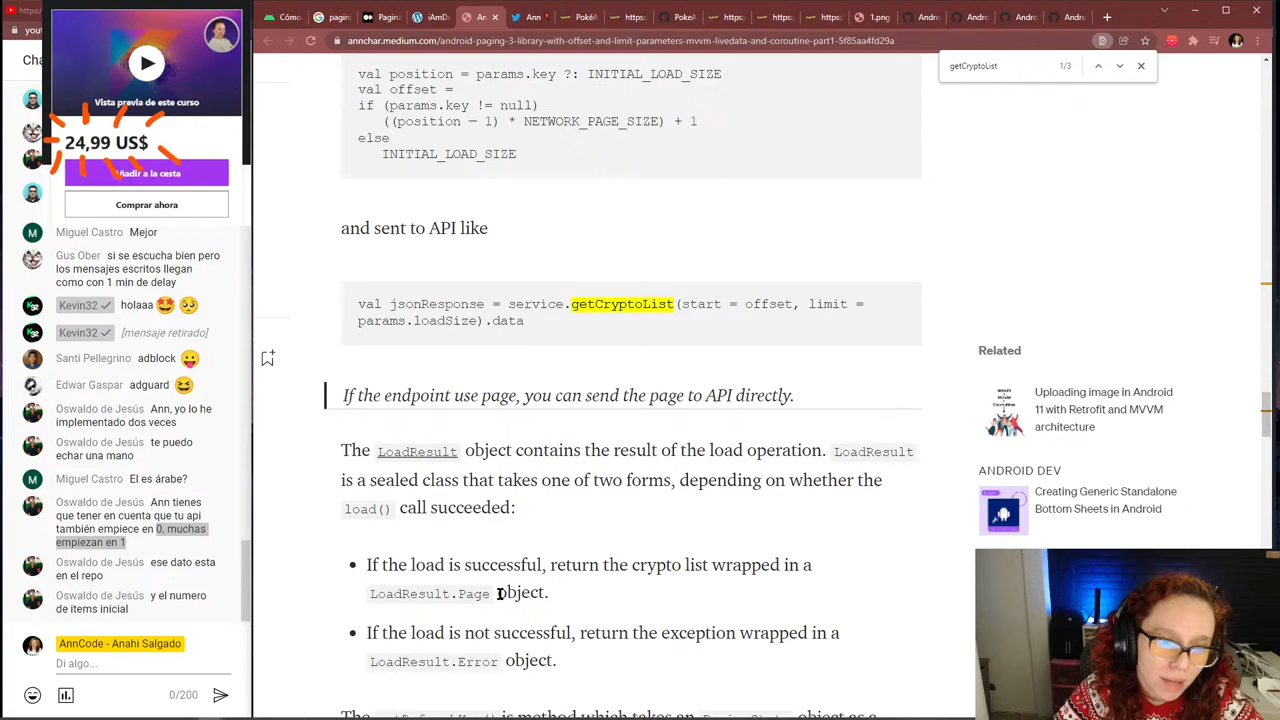 Cómo
pagin
Pagin
iAmDo
An
PokéA
PokeA
1.png
Andro
Andro
Andro
annchar.medium.com/android-paging-3-library-with-offset-and-limit-parameters-mvvm-livedata-and-coroutine-part1-5f85aa4fd29a
getCryptoList
1/3
Vista previa de este curso
24,99 US$
Añadir a la cesta
Comprar ahora
Miguel Castro Mejor
Gus Ober si se escucha bien pero
los mensajes escritos llegan
como con 1 min de delay
Kevin32 holaaa
Kevin32 [mensaje retirado]
Santi Pellegrino adblock
Edwar Gaspar adguard
Oswaldo de Jesús Ann, yo lo he
implementado dos veces
Oswaldo de Jesús te puedo
echar una mano
Miguel Castro El es árabe?
Oswaldo de Jesús Ann tienes
que tener en cuenta que tu api
también empiece en 0, muchas
empiezan en 1
Oswaldo de Jesús ese dato esta
en el repo
Oswaldo de Jesús y el numero
de items inicial
AnnCode - Anahi Salgado
Di algo...
0/200
val position = params.key ?: INITIAL_LOAD_SIZE
val offset =
if (params.key != null)
((position — 1) * NETWORK_PAGE_SIZE) + 1
else
INITIAL_LOAD_SIZE
and sent to API like
val jsonResponse = service.getCryptoList(start = offset, limit =
params.loadSize).data
If the endpoint use page, you can send the page to API directly.
The LoadResult object contains the result of the load operation. LoadResult
is a sealed class that takes one of two forms, depending on whether the
load() call succeeded:
• If the load is successful, return the crypto list wrapped in a
LoadResult.Page object.
• If the load is not successful, return the exception wrapped in a
LoadResult.Error object.
Related
Uploading image in Android
11 with Retrofit and MVVM
architecture
ANDROID DEV
Creating Generic Standalone
Bottom Sheets in Android